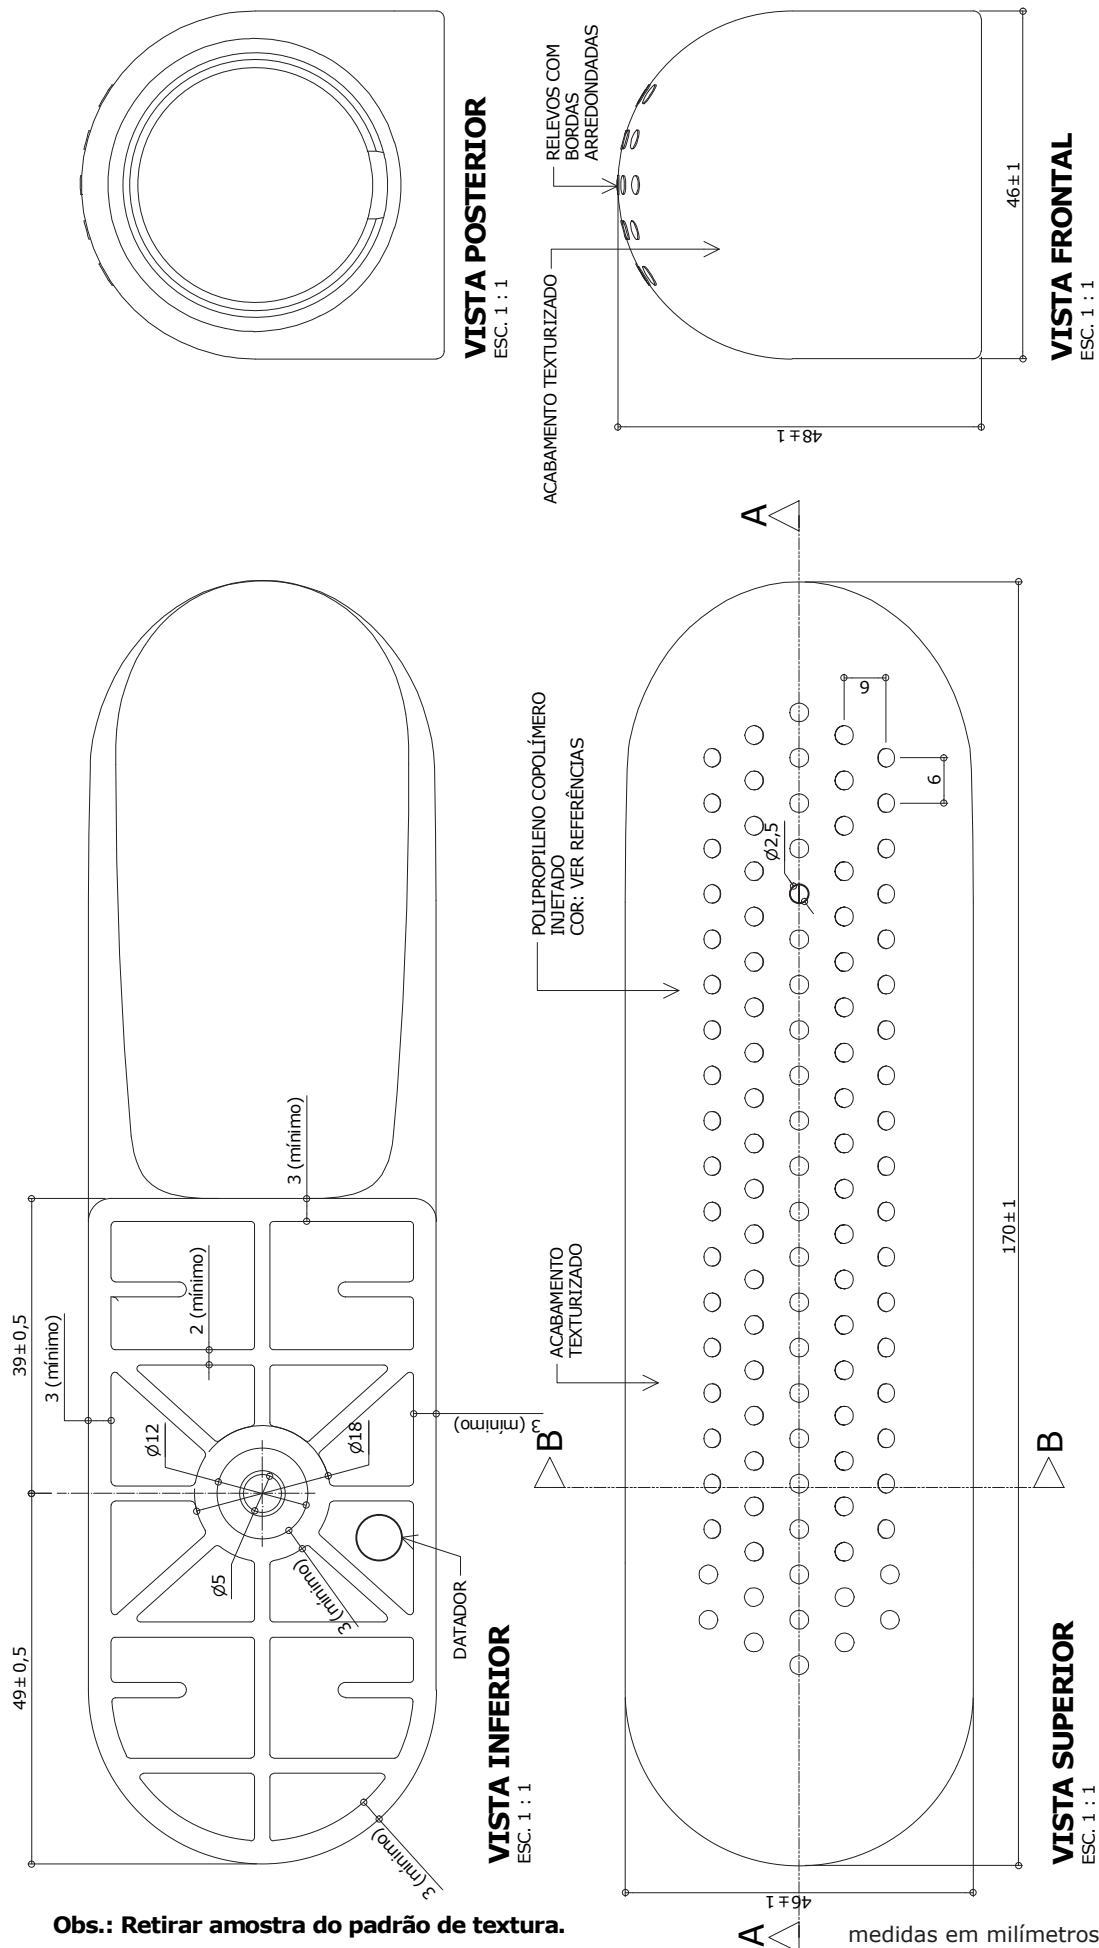 VISTA POSTERIOR
ESC. 1 : 1
RELEVOS COM
BORDAS
ARREDONDADAS
ACABAMENTO TEXTURIZADO
48±1
46±1
VISTA FRONTAL
ESC. 1 : 1
39±0,5
49±0,5
3 (mínimo)
3 (mínimo)
2 (mínimo)
Ø12
Ø18
Ø5
3 (mínimo)
3 (mínimo)
3 (mínimo)
DATADOR
VISTA INFERIOR
ESC. 1 : 1
A
POLIPROPILENO COPOLÍMERO
INJETADO
COR: VER REFERÊNCIAS
ACABAMENTO
TEXTURIZADO
6
6
Ø2,5
170±1
B
B
46±1
A
VISTA SUPERIOR
ESC. 1 : 1
Obs.: Retirar amostra do padrão de textura.
medidas em milímetros